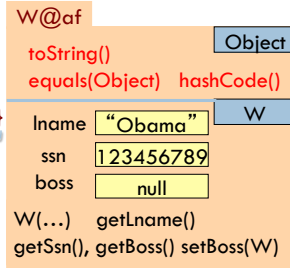 W@af
Object
toString()
equals(Object) hashCode()
W
lname “Obama”
ssn 123456789
boss null
W(...) getLname()
getSsn(), getBoss() setBoss(W)